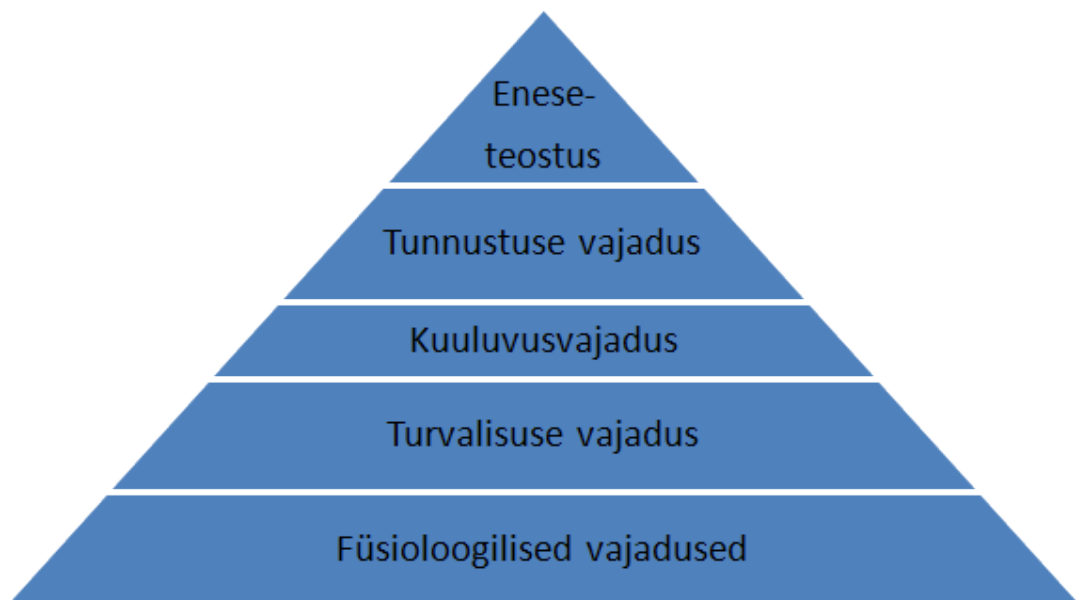 Enese-
teostus
Tunnustuse vajadus
Kuuluvusvajadus
Turvalisuse vajadus
Füsioloogilised vajadused